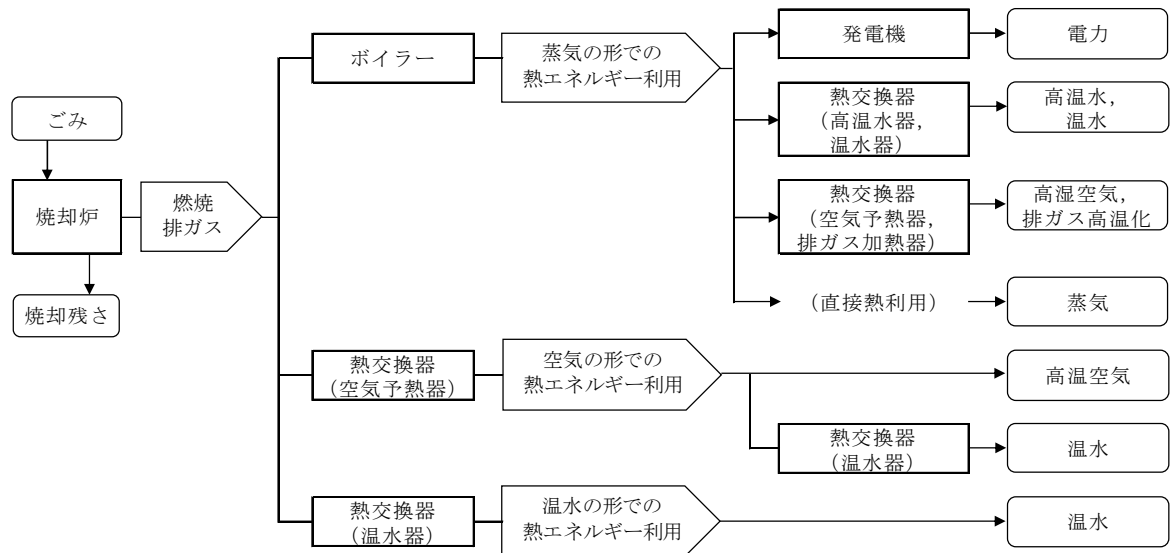 ごみ
焼却炉
焼却残さ
燃焼
排ガス
ボイラー
蒸気の形での
熱エネルギー利用
発電機
電力
熱交換器
(高温水器,
温水器)
高温水,
温水
熱交換器
(空気予熱器,
排ガス加熱器)
高湿空気,
排ガス高温化
(直接熱利用)
蒸気
熱交換器
(空気予熱器)
空気の形での
熱エネルギー利用
高温空気
熱交換器
(温水器)
温水
熱交換器
(温水器)
温水の形での
熱エネルギー利用
温水